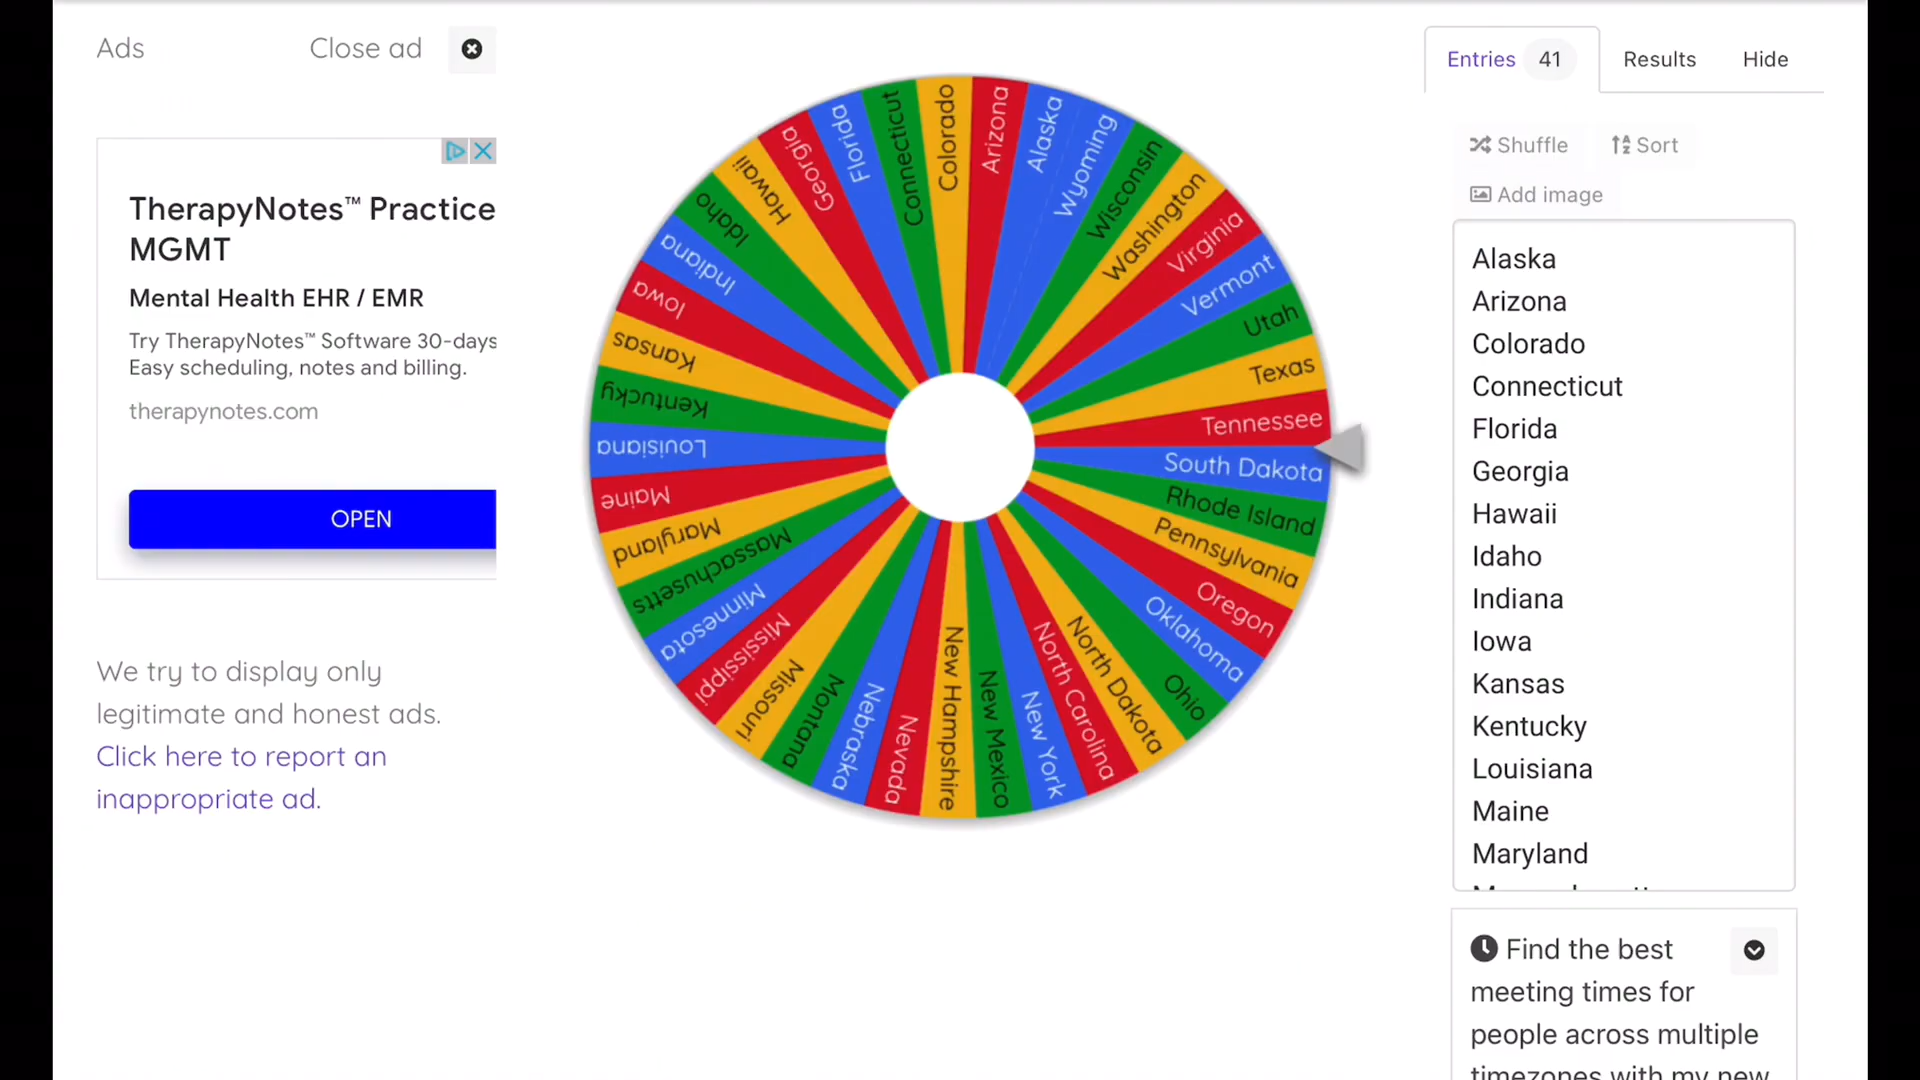 Ads
Close ad
TherapyNotes™ Practice
MGMT
Mental Health EHR / EMR
Try TherapyNotes™ Software 30-days
Easy scheduling, notes and billing.
therapynotes.com
OPEN
We try to display only
legitimate and honest ads.
Click here to report an
inappropriate ad.
Alaska
Wyoming
Wisconsin
Washington
Virginia
Vermont
Utah
Texas
Tennessee
South Dakota
Rhode Island
Pennsylvania
Oregon
Oklahoma
Ohio
North Dakota
North Carolina
New York
New Mexico
New Hampshire
Nevada
Nebraska
Montana
Missouri
Mississippi
Minnesota
Massachusetts
Maryland
Maine
Louisiana
Kentucky
Kansas
Iowa
Indiana
Idaho
Hawaii
Georgia
Florida
Connecticut
Colorado
Arizona
Entries 41
Results
Hide
Shuffle
Sort
Add image
Alaska
Arizona
Colorado
Connecticut
Florida
Georgia
Hawaii
Idaho
Indiana
Iowa
Kansas
Kentucky
Louisiana
Maine
Maryland
Find the best
meeting times for
people across multiple
timezones with my new